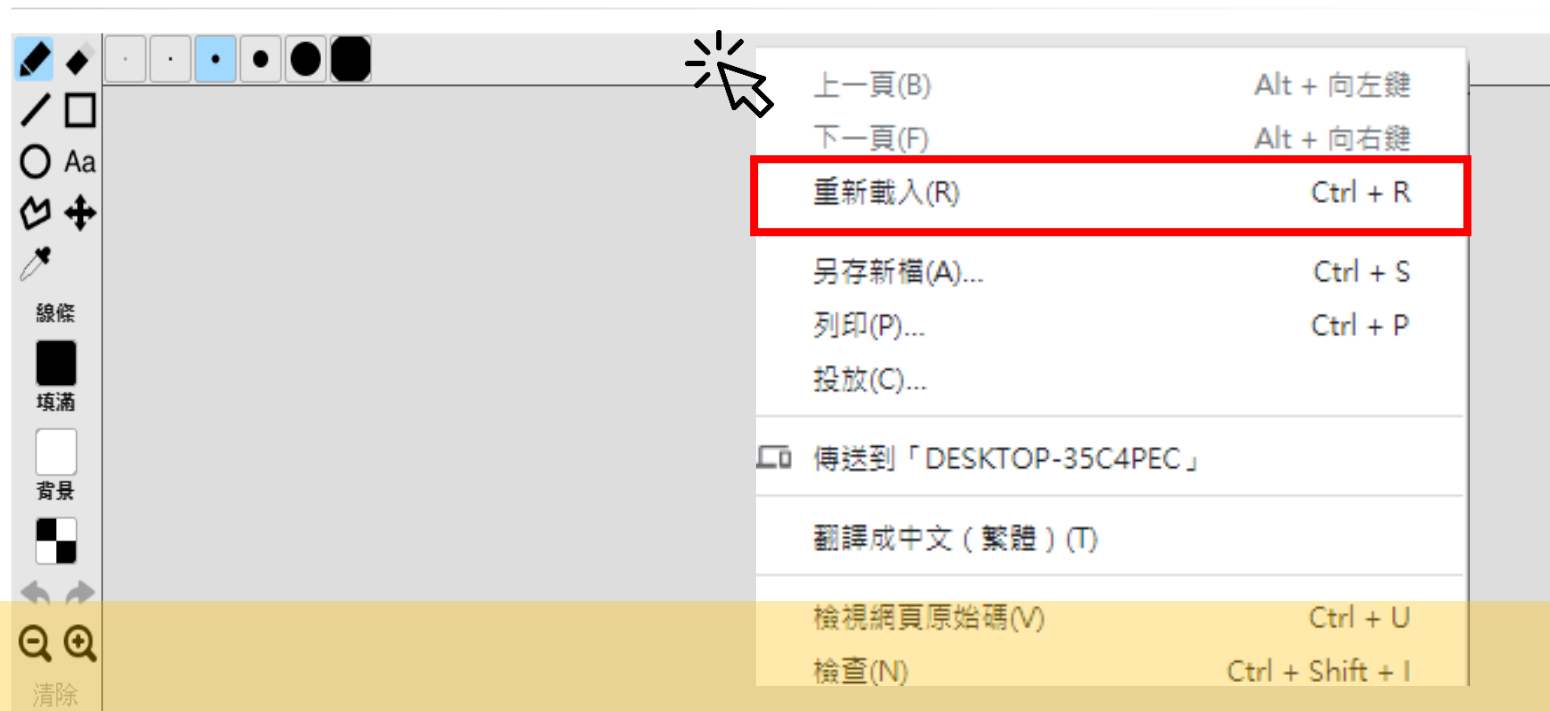 上一頁(B) Alt + 向左鍵
下一頁(F) Alt + 向右鍵
重新載入(R) Ctrl + R
另存新檔(A)... Ctrl + S
列印(P)... Ctrl + P
投放(C)...
傳送到「DESKTOP-35C4PEC」
翻譯成中文（繁體）(T)
檢視網頁原始碼(V) Ctrl + U
檢查(N) Ctrl + Shift + I
Aa
線條
填滿
背景
清除